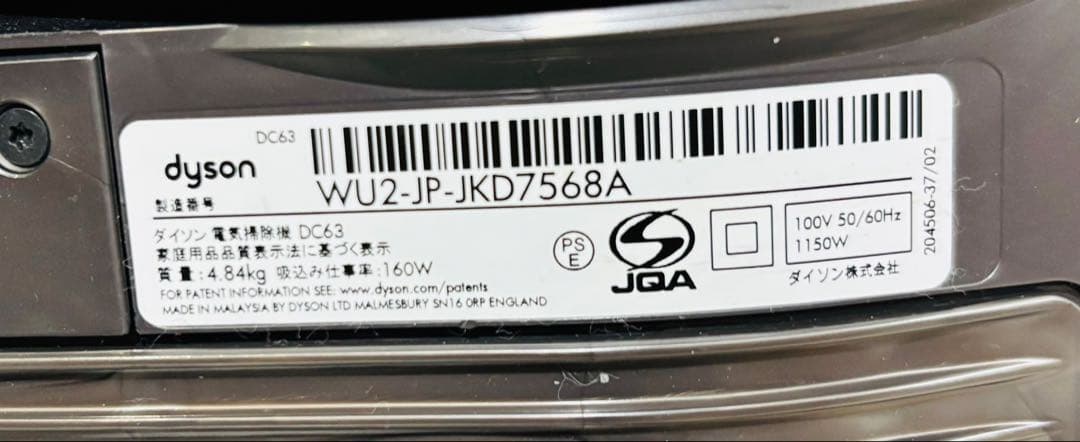 DC63
dyson
WU2-JP-JKD7568A
製造番号
ダイソン 電気掃除機 DC63
家庭用品品質表示法に基づく表示
質量:4.84kg 吸込み仕事率:160W
FOR PATENT INFORMATION SEE: www.dyson.com/patents
MADE IN MALAYSIA BY DYSON LTD MALMESBURY SN16 0RP ENGLAND
PS
E
JQA
100V 50/60Hz
1150W
ダイソン株式会社
204506-37/02